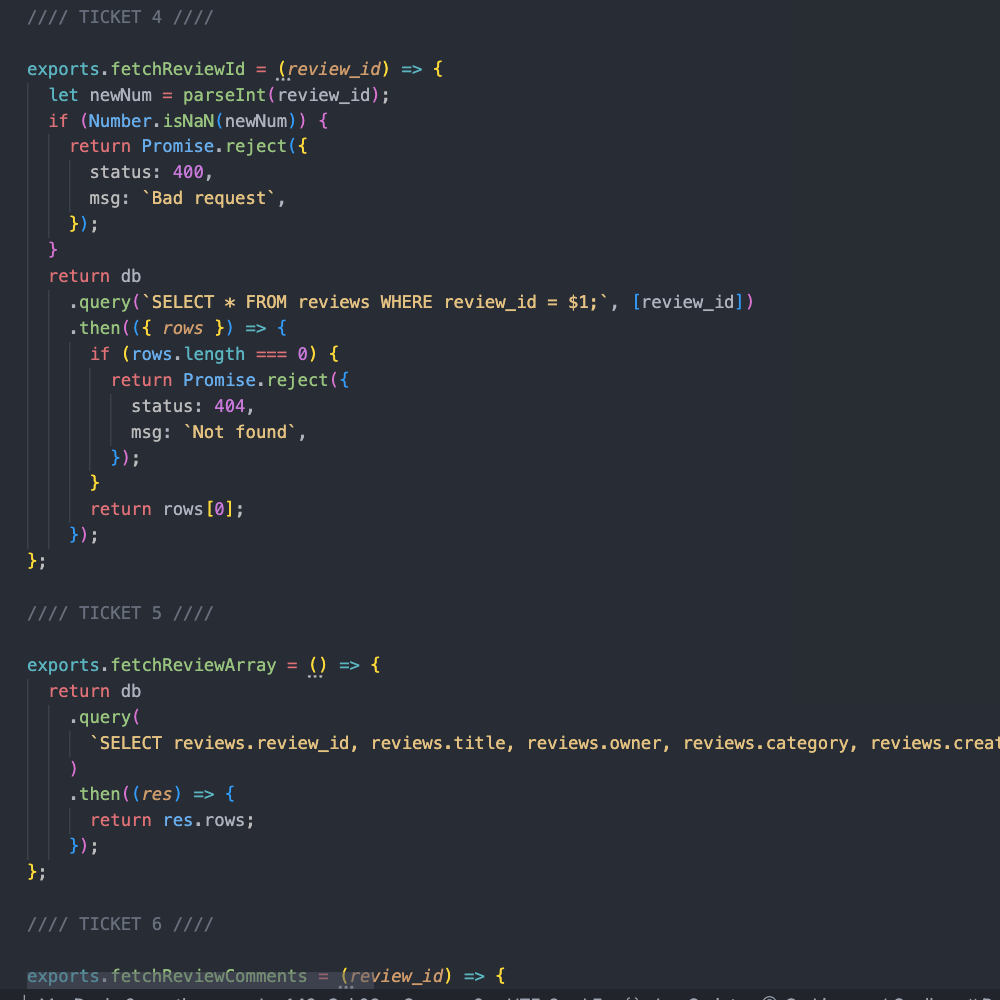 //// TICKET 4 ////
exports.fetchReviewId = (review_id) => {
let newNum = parseInt(review_id);
if (Number.isNaN(newNum)) {
return Promise.reject({
status: 400,
msg: `Bad request`,
});
}
return db
.query(`SELECT * FROM reviews WHERE review_id = $1;`, [review_id])
.then(({ rows }) => {
if (rows.length === 0) {
return Promise.reject({
status: 404,
msg: `Not found`,
});
}
return rows[0];
});
};
//// TICKET 5 ////
exports.fetchReviewArray = () => {
return db
.query(
`SELECT reviews.review_id, reviews.title, reviews.owner, reviews.category, reviews.creat
)
.then((res) => {
return res.rows;
});
};
//// TICKET 6 ////
exports.fetchReviewComments = (review_id) => {